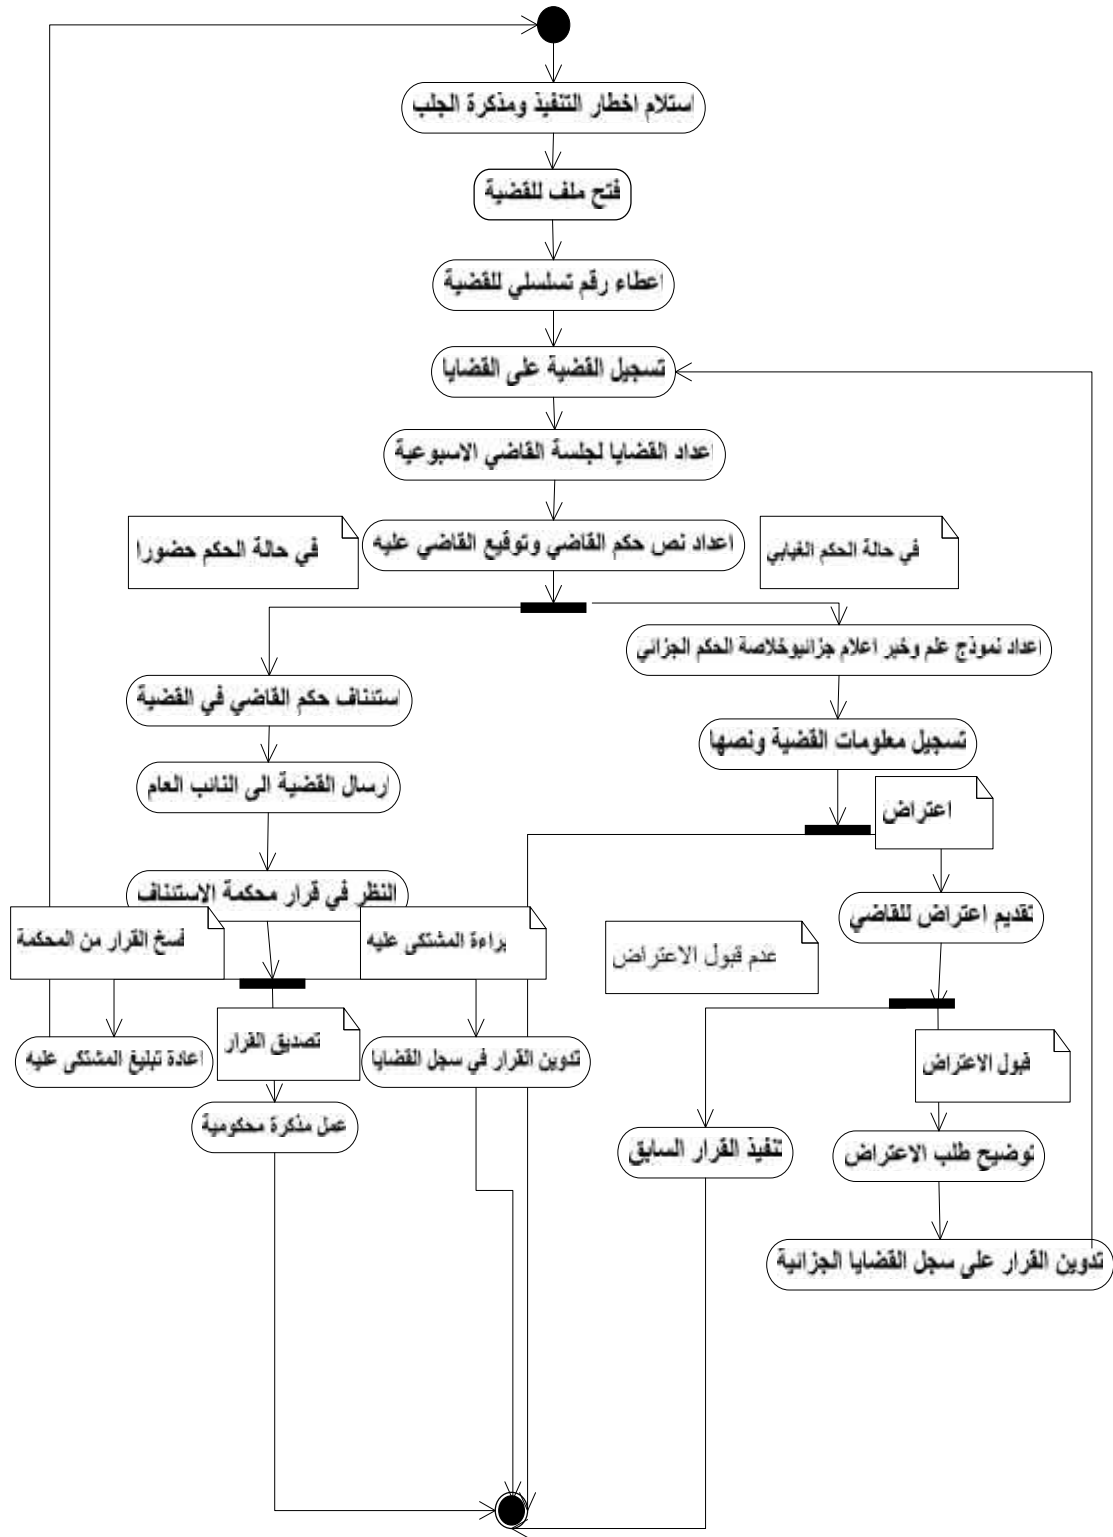 استلام اخطار التنفيذ ومذكرة الجلب
فتح ملف للقضية
اعطاء رقم تسلسلي للقضية
تسجيل القضية على القضايا
اعداد القضايا لجلسة القاضي الاسبوعية
في حالة الحكم الغيابي
اعداد نص حكم القاضي وتوقيع القاضي عليه
في حالة الحكم حضورا
اعداد نموذج علم وخبر اعلام جزائيوخلاصة الحكم الجزائي
استئناف حكم القاضي في القضية
تسجيل معلومات القضية ونصها
ارسال القضية الى النائب العام
اعتراض
النظر في قرار محكمة الاستئناف
تقديم اعتراض للقاضي
عدم قبول الاعتراض
براءة المشتكى عليه
فسخ القرار من المحكمة
تصديق القرار
قبول الاعتراض
تدوين القرار في سجل القضايا
اعادة تبليغ المشتكى عليه
عمل مذكرة محكومية
تنفيذ القرار السابق
توضيح طلب الاعتراض
تدوين القرار على سجل القضايا الجزائية